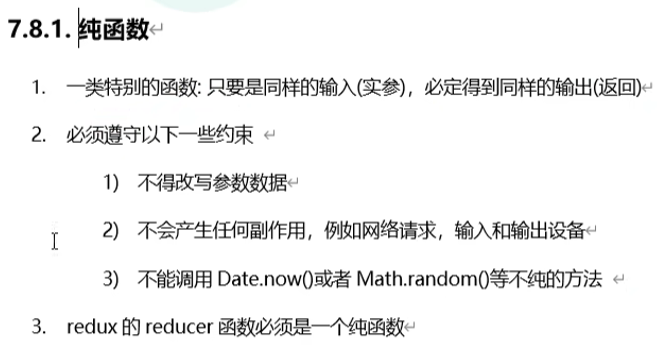 7.8.1. 纯函数
1. 一类特别的函数: 只要是同样的输入(实参)，必定得到同样的输出(返回)
2. 必须遵守以下一些约束
1) 不得改写参数数据
2) 不会产生任何副作用，例如网络请求，输入和输出设备
3) 不能调用 Date.now()或者 Math.random()等不纯的方法
3. redux 的 reducer 函数必须是一个纯函数